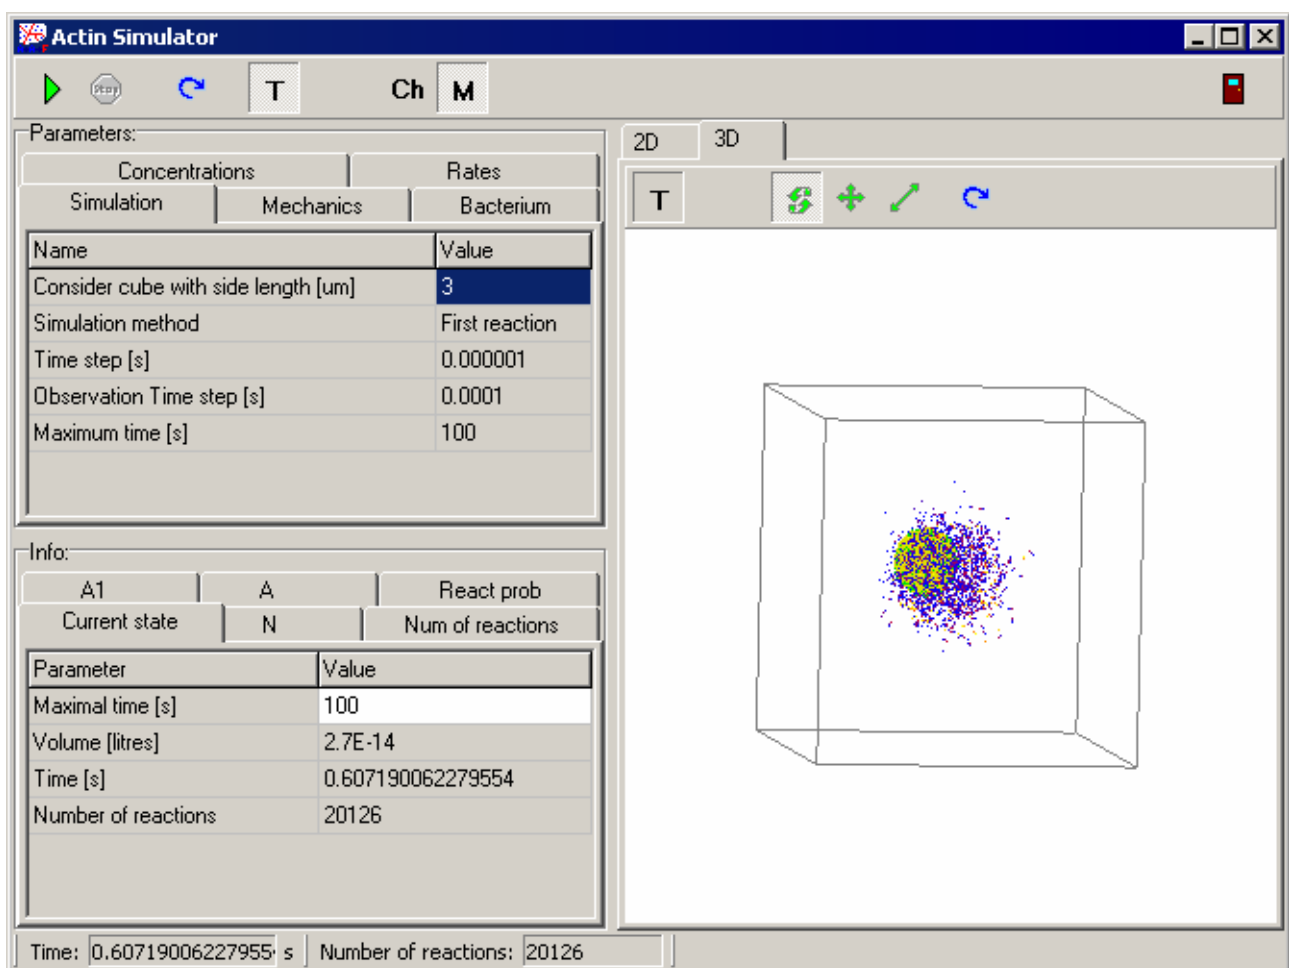 Actin Simulator
Stop T Ch M
Parameters:
Concentrations Rates
Simulation Mechanics Bacterium
Name Value
Consider cube with side length [um] 3
Simulation method First reaction
Time step [s] 0.000001
Observation Time step [s] 0.0001
Maximum time [s] 100
Info:
A1 A React prob
Current state N Num of reactions
Parameter Value
Maximal time [s] 100
Volume [litres] 2.7E-14
Time [s] 0.607190062279554
Number of reactions 20126
2D 3D
T
Time: 0.60719006227955 s Number of reactions: 20126